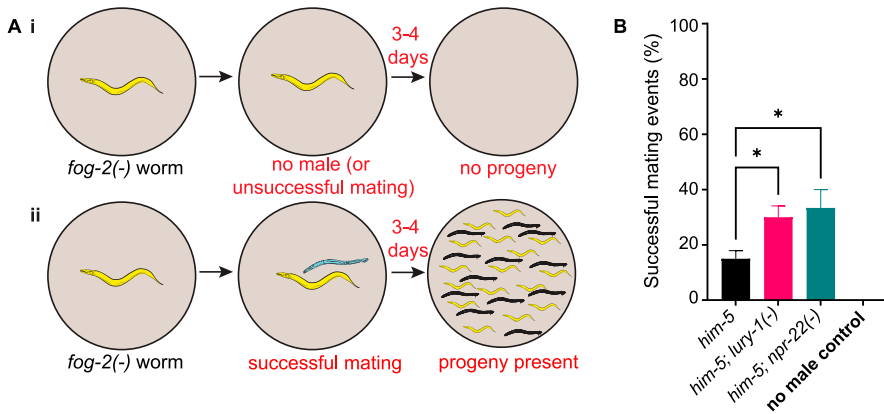 A i
fog-2(-) worm
no male (or
unsuccessful mating)
3-4
days
no progeny
ii
fog-2(-) worm
successful mating
3-4
days
progeny present
B
Successful mating events (%)
100
80
60
40
20
0
*
*
him-5
him-5; lury-1(-)
him-5; npr-22(-)
no male control